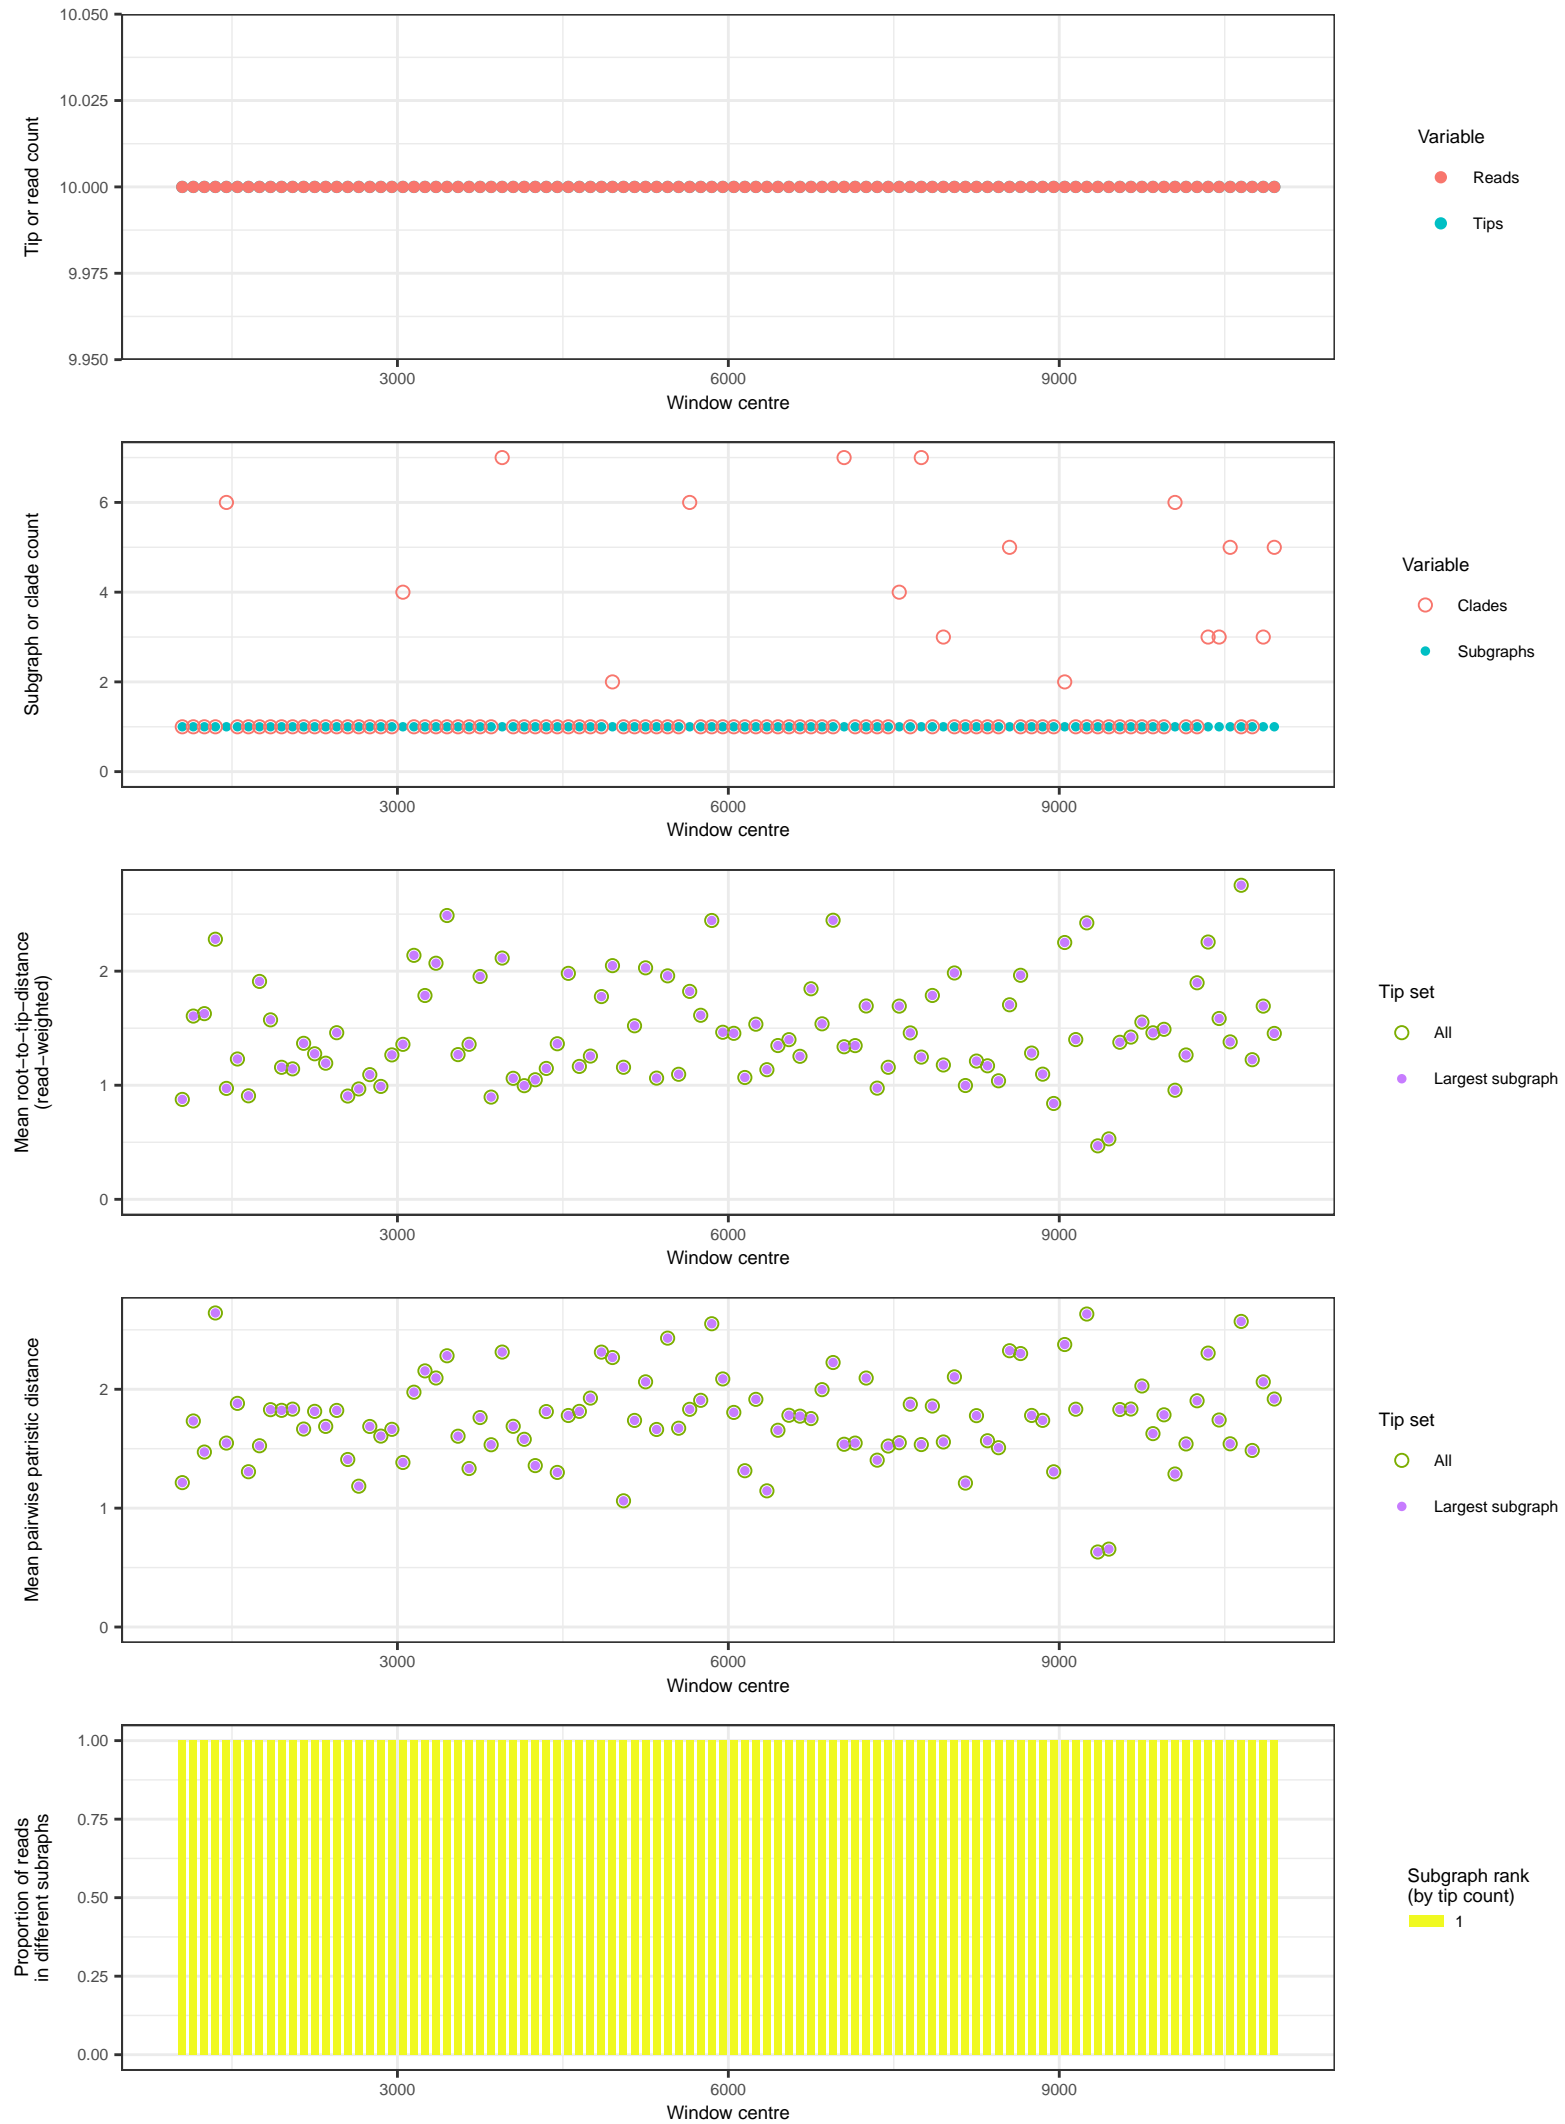 10.050
10.025
10.000
9.975
9.950
Tip or read count
3000
6000
9000
Window centre
Variable
Reads
Tips
6
4
2
0
Subgraph or clade count
3000
6000
9000
Window centre
Variable
Clades
Subgraphs
2
1
0
Mean root−to−tip−distance
(read−weighted)
3000
6000
9000
Window centre
Tip set
All
Largest subgraph
2
1
0
Mean pairwise patristic distance
3000
6000
9000
Window centre
Tip set
All
Largest subgraph
1.00
0.75
0.50
0.25
0.00
Proportion of reads
in different subraphs
3000
6000
9000
Window centre
Subgraph rank
(by tip count)
1